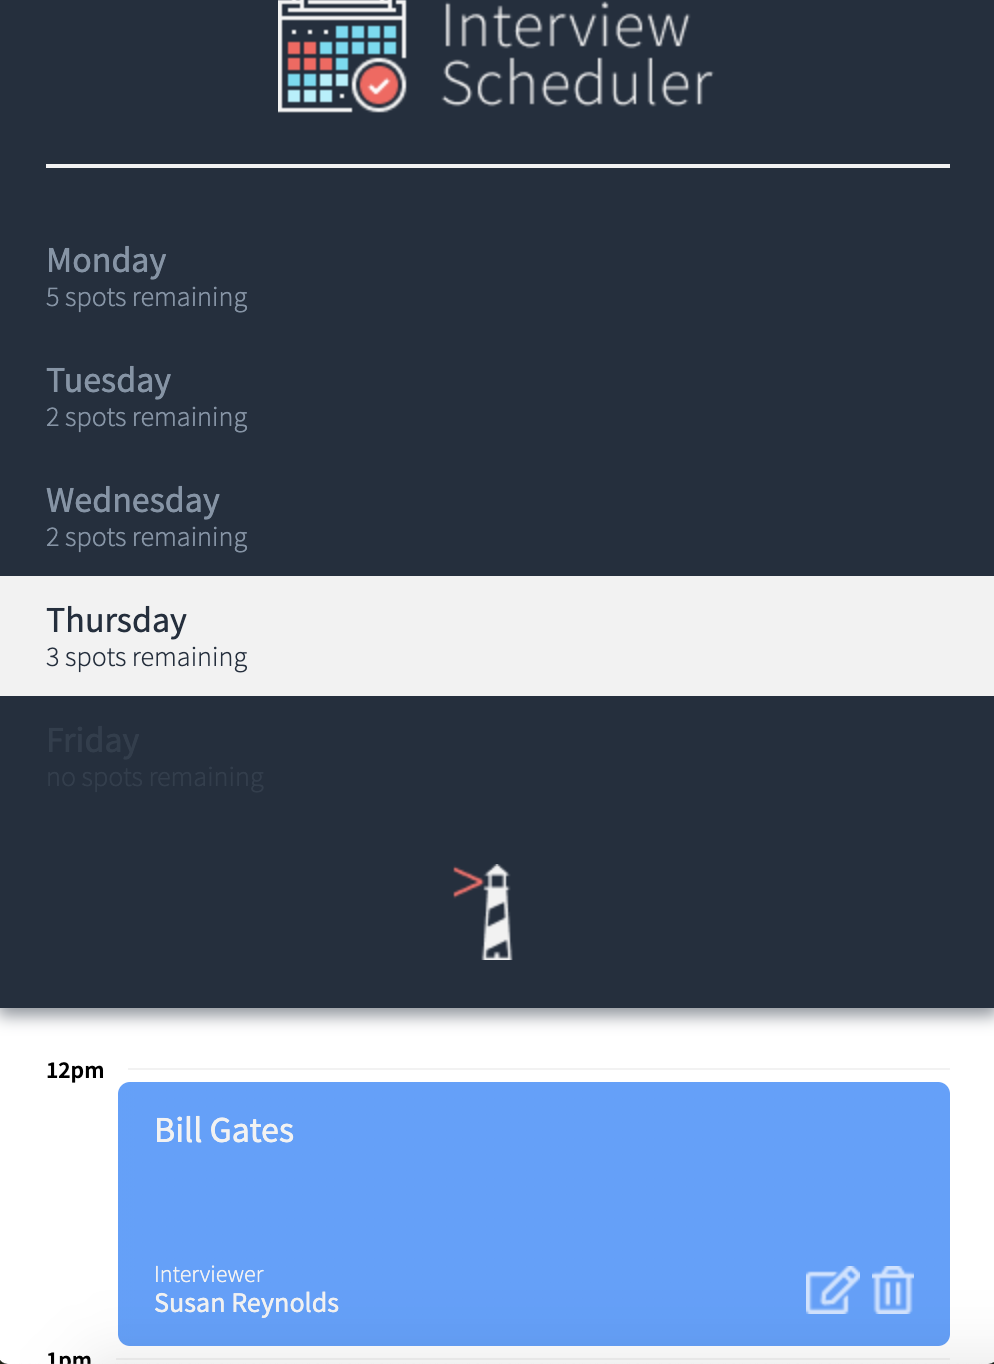 Interview
Scheduler
Monday
5 spots remaining
Tuesday
2 spots remaining
Wednesday
2 spots remaining
Thursday
3 spots remaining
Friday
no spots remaining
12pm
Bill Gates
Interviewer
Susan Reynolds
1pm